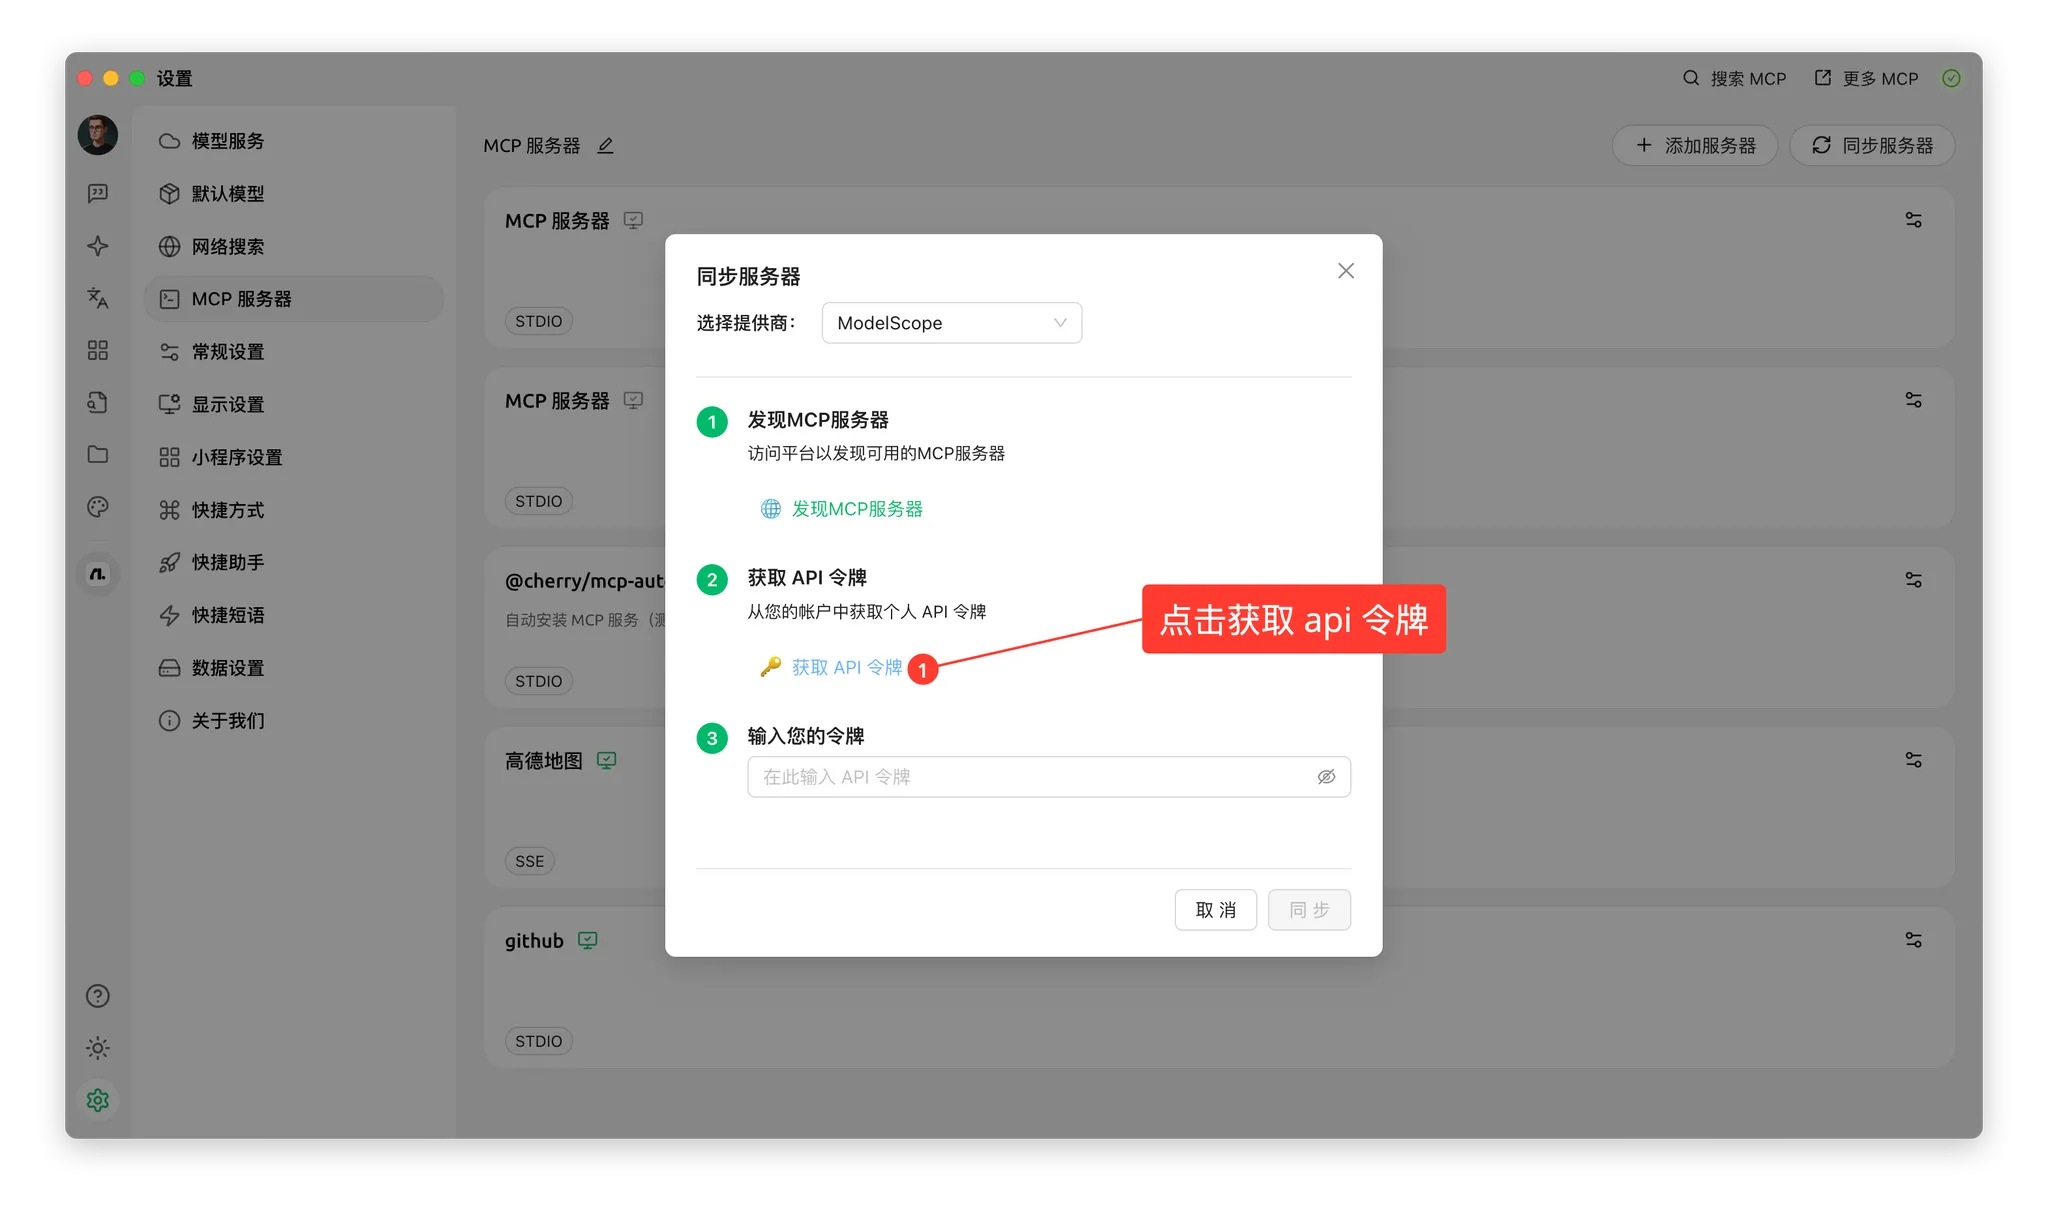 设置
搜索 MCP
更多 MCP
模型服务
默认模型
网络搜索
MCP 服务器
常规设置
显示设置
小程序设置
快捷方式
快捷助手
快捷短语
数据设置
关于我们
MCP 服务器
添加服务器
同步服务器
MCP 服务器
STDIO
MCP 服务器
STDIO
@cherry/mcp-aut
自动安装 MCP 服务（测
STDIO
高德地图
SSE
github
STDIO
同步服务器
选择提供商：
ModelScope
1
发现MCP服务器
访问平台以发现可用的MCP服务器
发现MCP服务器
2
获取 API 令牌
从您的帐户中获取个人 API 令牌
获取 API 令牌
1
点击获取 api 令牌
3
输入您的令牌
在此输入 API 令牌
取 消
同 步